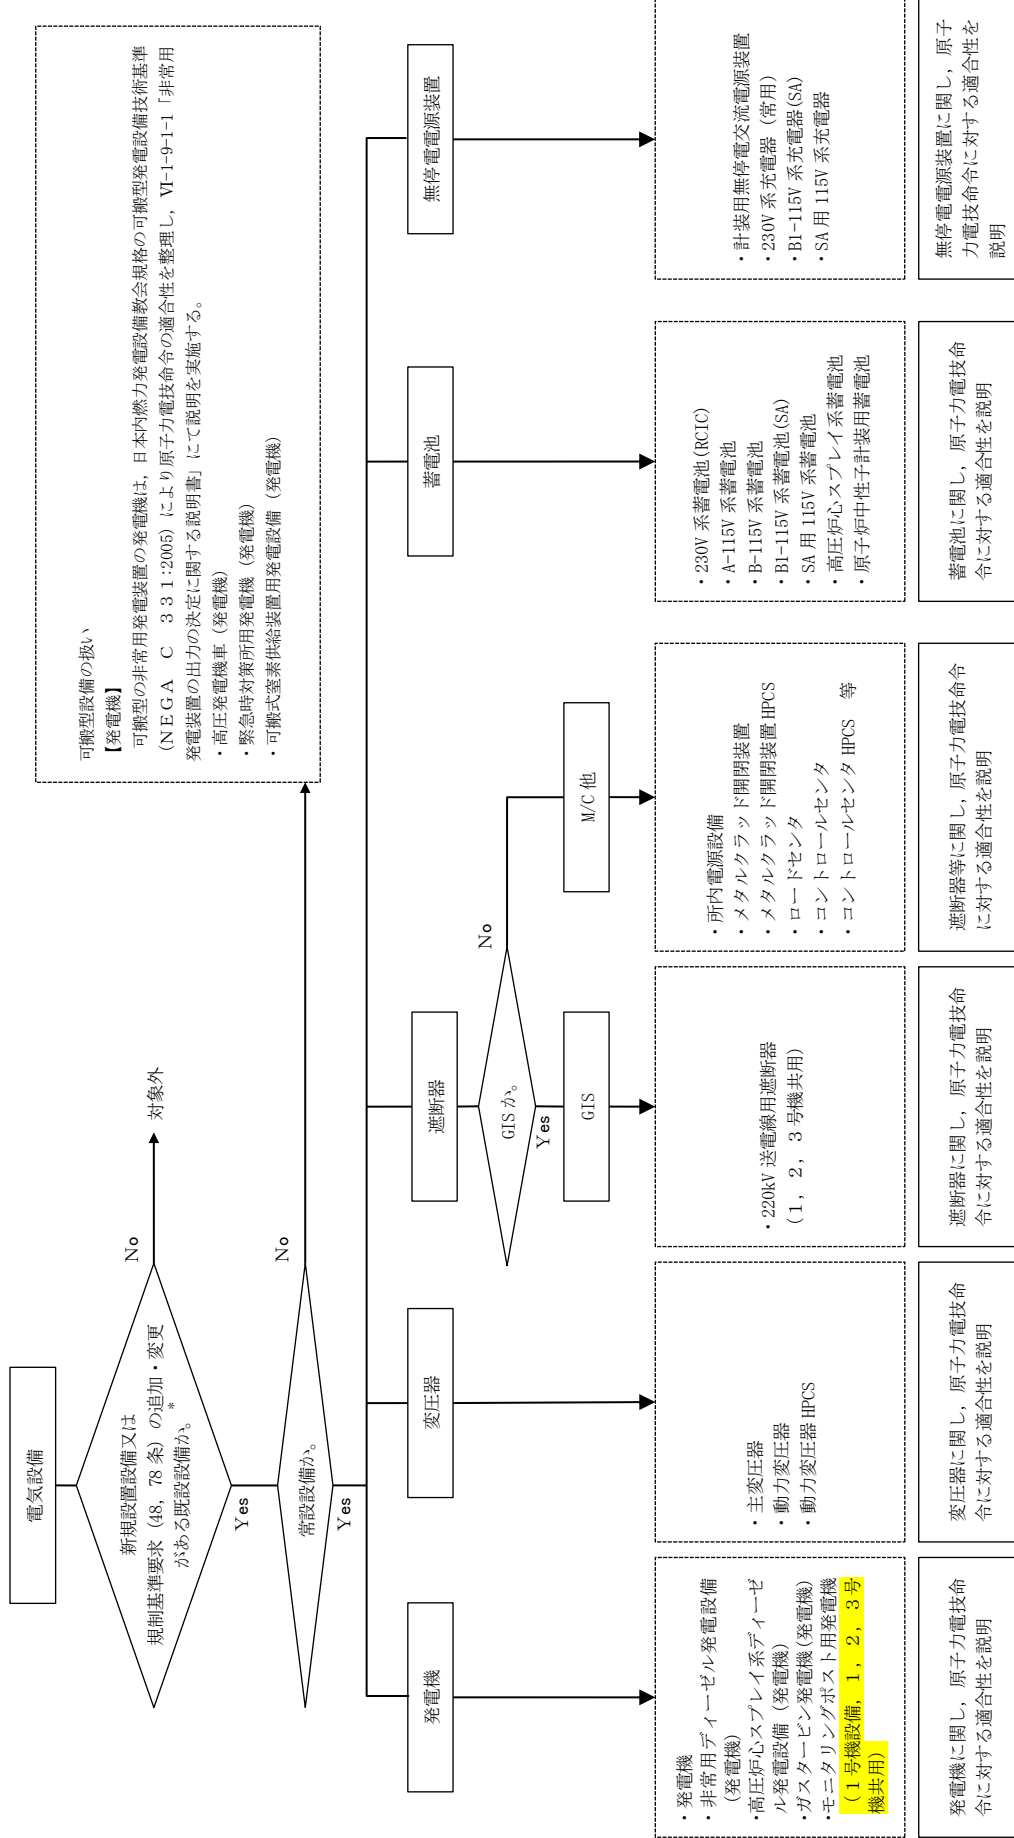 電気設備
新規設置設備又は
規制基準要求（48，78 条）の追加・変更
がある既設設備か。*
No
対象外
Yes
常設設備か。
No
Yes
可搬型設備の扱い
【発電機】
可搬型の非常用発電装置の発電機は，日本内燃力発電設備教会規格の可搬型発電設備技術基準
（ＮＥＧＡ Ｃ ３３１:2005）により原子力電技命令の適合性を整理し，Ⅵ-1-9-1-1「非常用
発電装置の出力の決定に関する説明書」にて説明を実施する。
・高圧発電機車（発電機）
・緊急時対策所用発電機（発電機）
・可搬式窒素供給装置用発電設備（発電機）
発電機
変圧器
遮断器
蓄電池
無停電電源装置
GIS か。
No
Yes
GIS
M/C 他
・発電機
・非常用ディーゼル発電設備
（発電機）
・高圧炉心スプレイ系ディーゼ
ル発電設備（発電機）
・ガスタービン発電機（発電機）
・モニタリングポスト用発電機
（１号機設備，１，２，３号
機共用）
・主変圧器
・動力変圧器
・動力変圧器 HPCS
・220kV 送電線用遮断器
（１，２，３号機共用）
・所内電源設備
・メタルクラッド開閉装置
・メタルクラッド開閉装置 HPCS
・ロードセンタ
・コントロールセンタ
・コントロールセンタ HPCS　等
・230V 系蓄電池(RCIC)
・A-115V 系蓄電池
・B-115V 系蓄電池
・B1-115V 系蓄電池(SA)
・SA 用 115V 系蓄電池
・高圧炉心スプレイ系蓄電池
・原子炉中性子計装用蓄電池
・計装用無停電交流電源装置
・230V 系充電器（常用）
・B1-115V 系充電器(SA)
・SA 用 115V 系充電器
発電機に関し，原子力電技命
令に対する適合性を説明
変圧器に関し，原子力電技命
令に対する適合性を説明
遮断器に関し，原子力電技命
令に対する適合性を説明
遮断器等に関し，原子力電技命令
に対する適合性を説明
蓄電池に関し，原子力電技命
令に対する適合性を説明
無停電電源装置に関し，原子
力電技命令に対する適合性を
説明